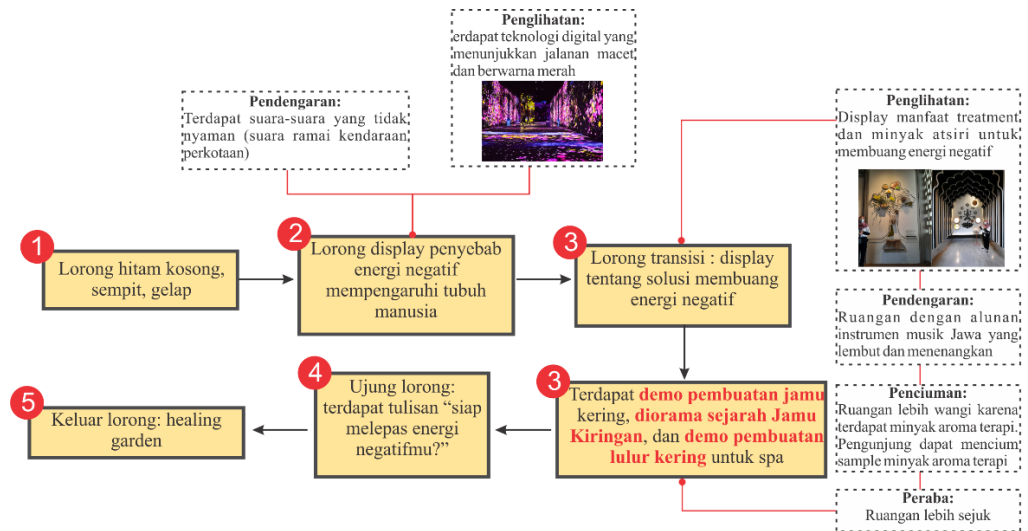 Penglihatan:
erdapat teknologi digital yang
menunjukkan jalanan macet
dan berwarna merah
Pendengaran:
Terdapat suara-suara yang tidak
nyaman (suara ramai kendaraan
perkotaan)
Penglihatan:
Display manfaat treatment
dan minyak atsiri untuk
membuang energi negatif
1
Lorong hitam kosong,
sempit, gelap
2
Lorong display penyebab
energi negatif
mempengaruhi tubuh
manusia
3
Lorong transisi : display
tentang solusi membuang
energi negatif
Pendengaran:
Ruangan dengan alunan
instrumen musik Jawa yang
lembut dan menenangkan
3
Terdapat demo pembuatan jamu
kering, diorama sejarah Jamu
Kiringan, dan demo pembuatan
lulur kering untuk spa
4
Ujung lorong:
terdapat tulisan “siap
melepas energi
negatifmu?”
5
Keluar lorong: healing
garden
Penciuman:
Ruangan lebih wangi karena
terdapat minyak aroma terapi.
Pengunjung dapat mencium
sample minyak aroma terapi
Peraba:
Ruangan lebih sejuk